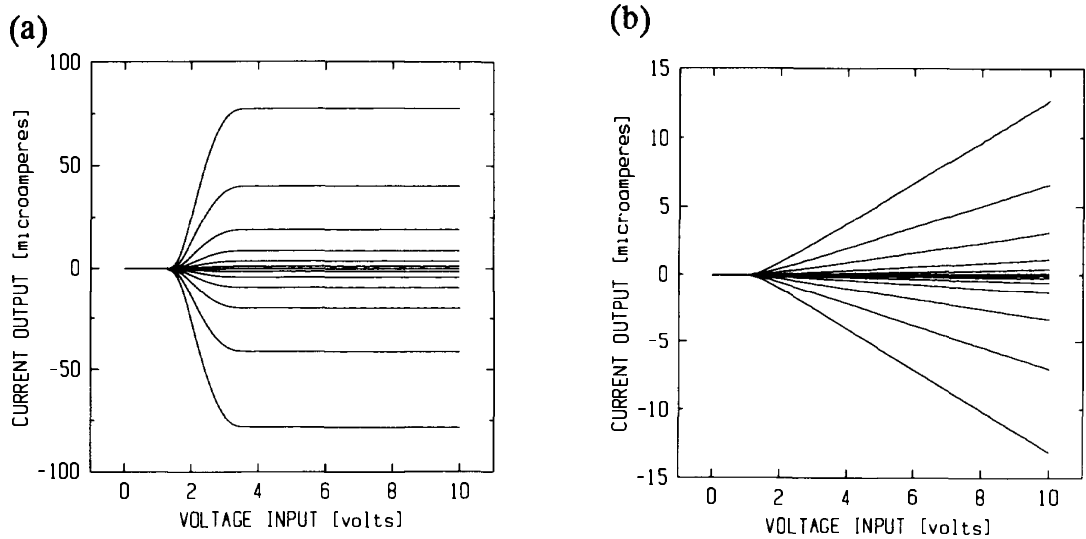 (a)
100
50
0
-50
-100
CURRENT OUTPUT [microamperes]
0 2 4 6 8 10
VOLTAGE INPUT [volts]
(b)
15
10
5
0
-5
-10
-15
CURRENT OUTPUT [microamperes]
0 2 4 6 8 10
VOLTAGE INPUT [volts]